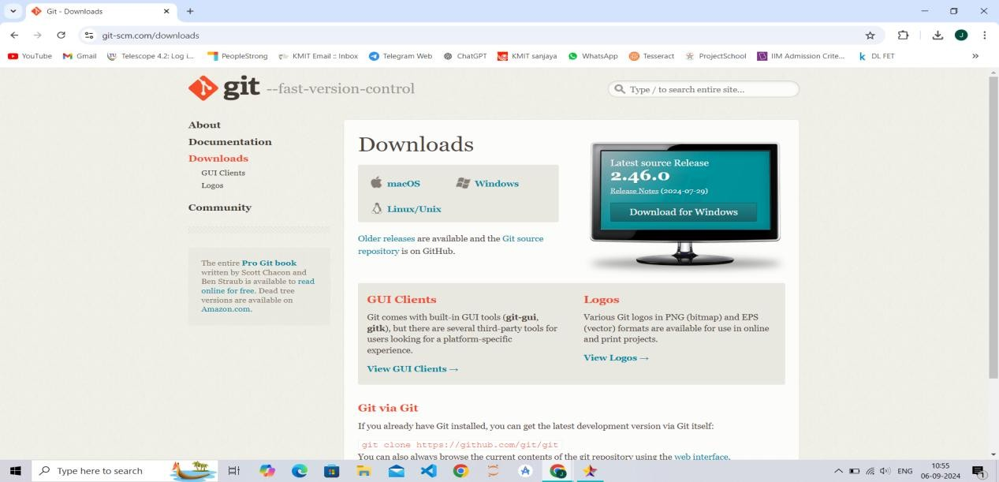 Git - Downloads
git-scm.com/downloads
J
YouTube
Gmail
Telescope 4.2: Log i...
PeopleStrong
KMIT Email :: Inbox
Telegram Web
ChatGPT
KMIT sanjaya
WhatsApp
Tesseract
ProjectSchool
IIM Admission Crite...
k DL FET
git --fast-version-control
Type / to search entire site...
About
Documentation
Downloads
GUI Clients
Logos
Community
The entire Pro Git book
written by Scott Chacon and
Ben Straub is available to read
online for free. Dead tree
versions are available on
Amazon.com.
Downloads
macOS
Windows
Linux/Unix
Older releases are available and the Git source
repository is on GitHub.
Latest source Release
2.46.0
Release Notes (2024-07-29)
Download for Windows
GUI Clients
Git comes with built-in GUI tools (git-gui,
gitk), but there are several third-party tools for
users looking for a platform-specific
experience.
View GUI Clients →
Logos
Various Git logos in PNG (bitmap) and EPS
(vector) formats are available for use in online
and print projects.
View Logos →
Git via Git
If you already have Git installed, you can get the latest development version via Git itself:
git clone https://github.com/git/git
You can also always browse the current contents of the git repository using the web interface.
Type here to search
10:55
06-09-2024
1